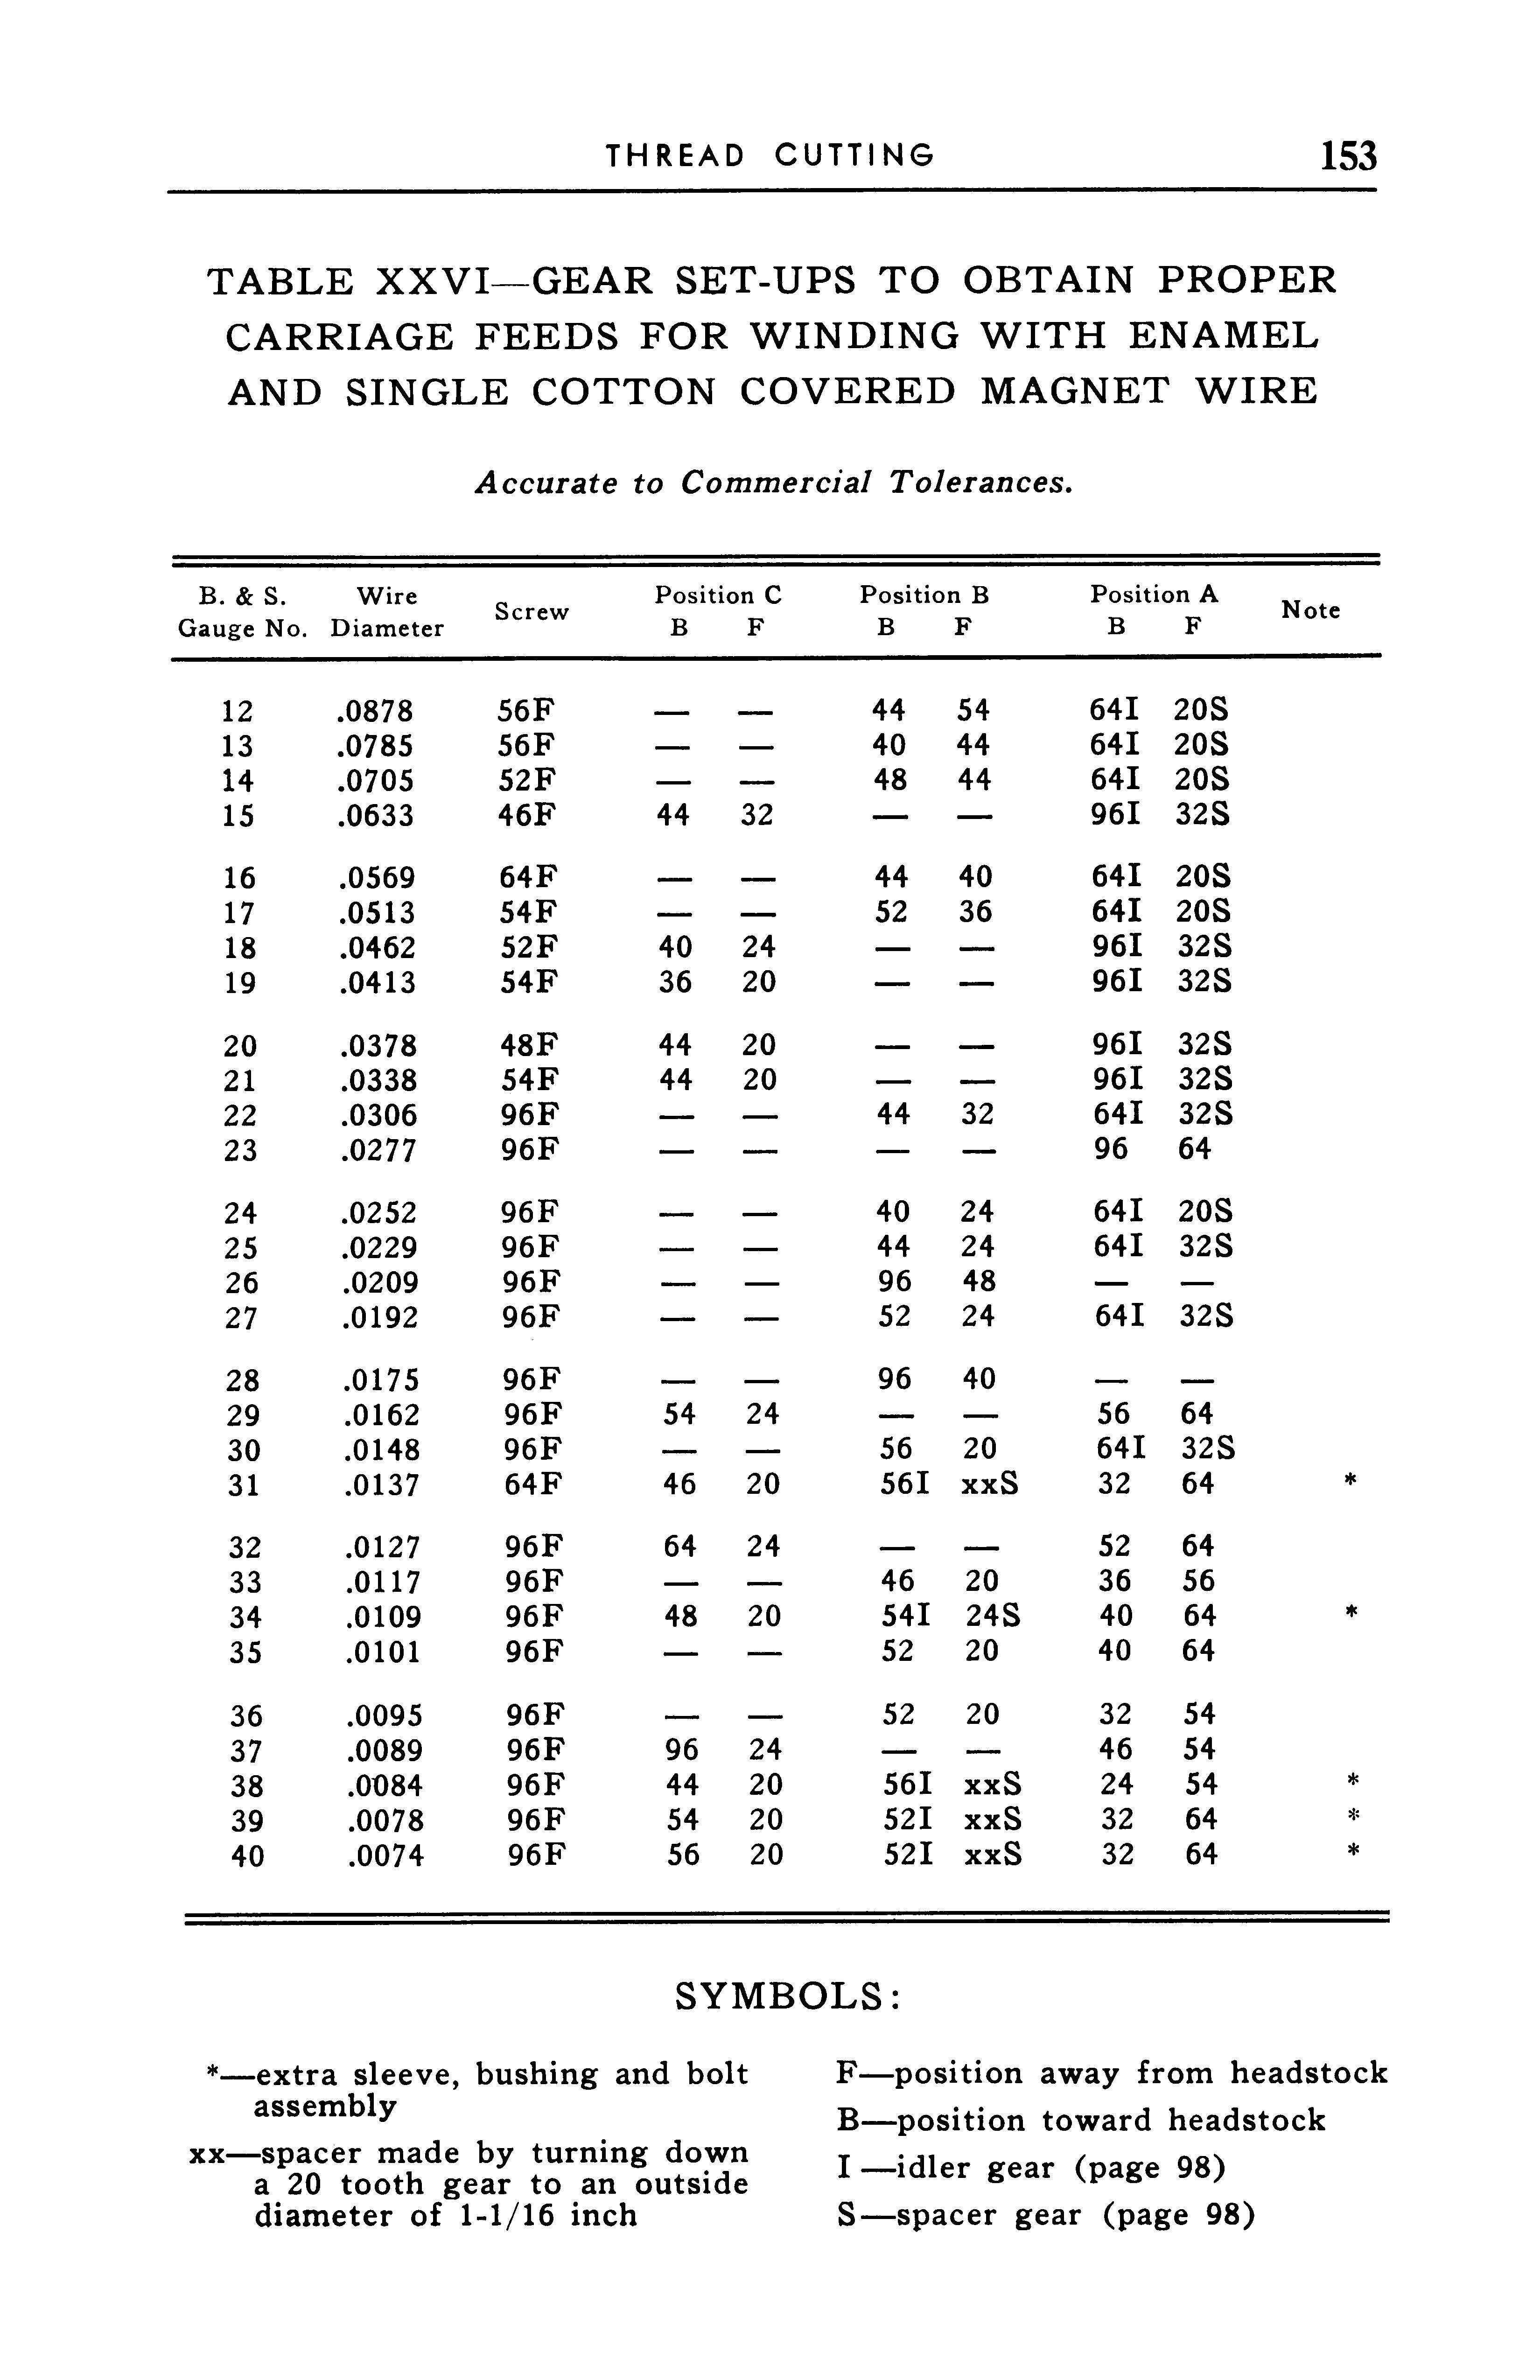 THREAD CUTTING 153
TABLE XXVI—GEAR SET-UPS TO OBTAIN PROPER
CARRIAGE FEEDS FOR WINDING WITH ENAMEL
AND SINGLE COTTON COVERED MAGNET WIRE
Accurate to Commercial Tolerances.
B. & S. Wire Screw Position C Position B Position A Note
Gauge No. Diameter B F B F B F
12 .0878 56F — — 44 54 64I 20S
13 .0785 56F — — 40 44 64I 20S
14 .0705 52F — — 48 44 64I 20S
15 .0633 46F 44 32 — — 96I 32S
16 .0569 64F — — 44 40 64I 20S
17 .0513 54F — — 52 36 64I 20S
18 .0462 52F 40 24 — — 96I 32S
19 .0413 54F 36 20 — — 96I 32S
20 .0378 48F 44 20 — — 96I 32S
21 .0338 54F 44 20 — — 96I 32S
22 .0306 96F — — 44 32 64I 32S
23 .0277 96F — — — — 96 64
24 .0252 96F — — 40 24 64I 20S
25 .0229 96F — — 44 24 64I 32S
26 .0209 96F — — 96 48 — —
27 .0192 96F — — 52 24 64I 32S
28 .0175 96F — — 96 40 — —
29 .0162 96F 54 24 — — 56 64
30 .0148 96F — — 56 20 64I 32S
31 .0137 64F 46 20 56I xxS 32 64 *
32 .0127 96F 64 24 — — 52 64
33 .0117 96F — — 46 20 36 56
34 .0109 96F 48 20 54I 24S 40 64 *
35 .0101 96F — — 52 20 40 64
36 .0095 96F — — 52 20 32 54
37 .0089 96F 96 24 — — 46 54
38 .0084 96F 44 20 56I xxS 24 54 *
39 .0078 96F 54 20 52I xxS 32 64 *
40 .0074 96F 56 20 52I xxS 32 64 *
SYMBOLS:
*—extra sleeve, bushing and bolt
assembly
xx—spacer made by turning down
a 20 tooth gear to an outside
diameter of 1-1/16 inch
F—position away from headstock
B—position toward headstock
I—idler gear (page 98)
S—spacer gear (page 98)